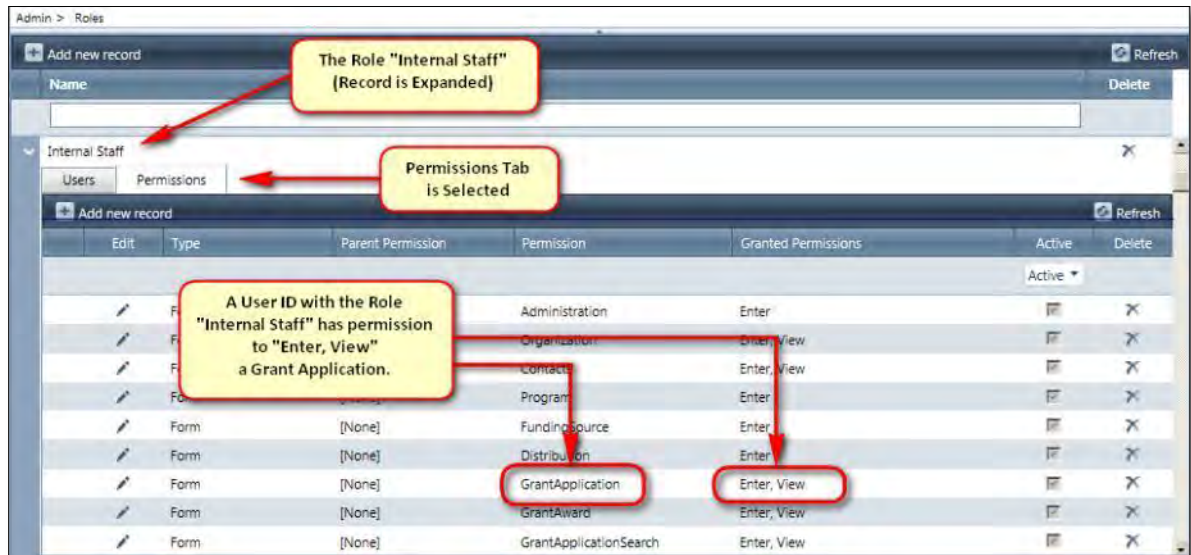 Admin > Roles
Add new record
Refresh
The Role "Internal Staff"
(Record is Expanded)
Name
Delete
Internal Staff
Users
Permissions
Permissions Tab
is Selected
Add new record
Refresh
Edit Type Parent Permission Permission Granted Permissions Active Delete
Active
A User ID with the Role
"Internal Staff" has permission
to "Enter, View"
a Grant Application.
Administration Enter
Organization Enter, View
Contacts Enter, View
Program Enter
Form [None] FundingSource Enter
Form [None] Distribution Enter
Form [None] GrantApplication Enter, View
Form [None] GrantAward Enter, View
Form [None] GrantApplicationSearch Enter, View